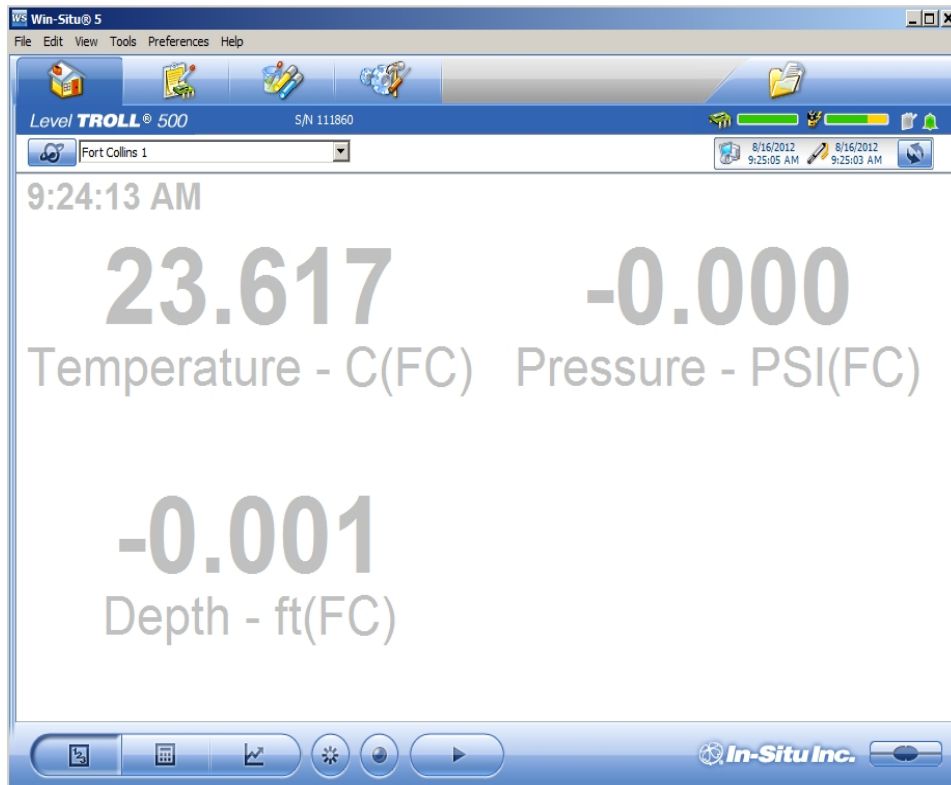 WS Win-Situ® 5
File Edit View Tools Preferences Help
Level TROLL® 500 S/N 111860
Fort Collins 1 8/16/2012 9:25:05 AM 8/16/2012 9:25:03 AM
9:24:13 AM
23.617 -0.000
Temperature - C(FC) Pressure - PSI(FC)
-0.001
Depth - ft(FC)
In-Situ Inc.